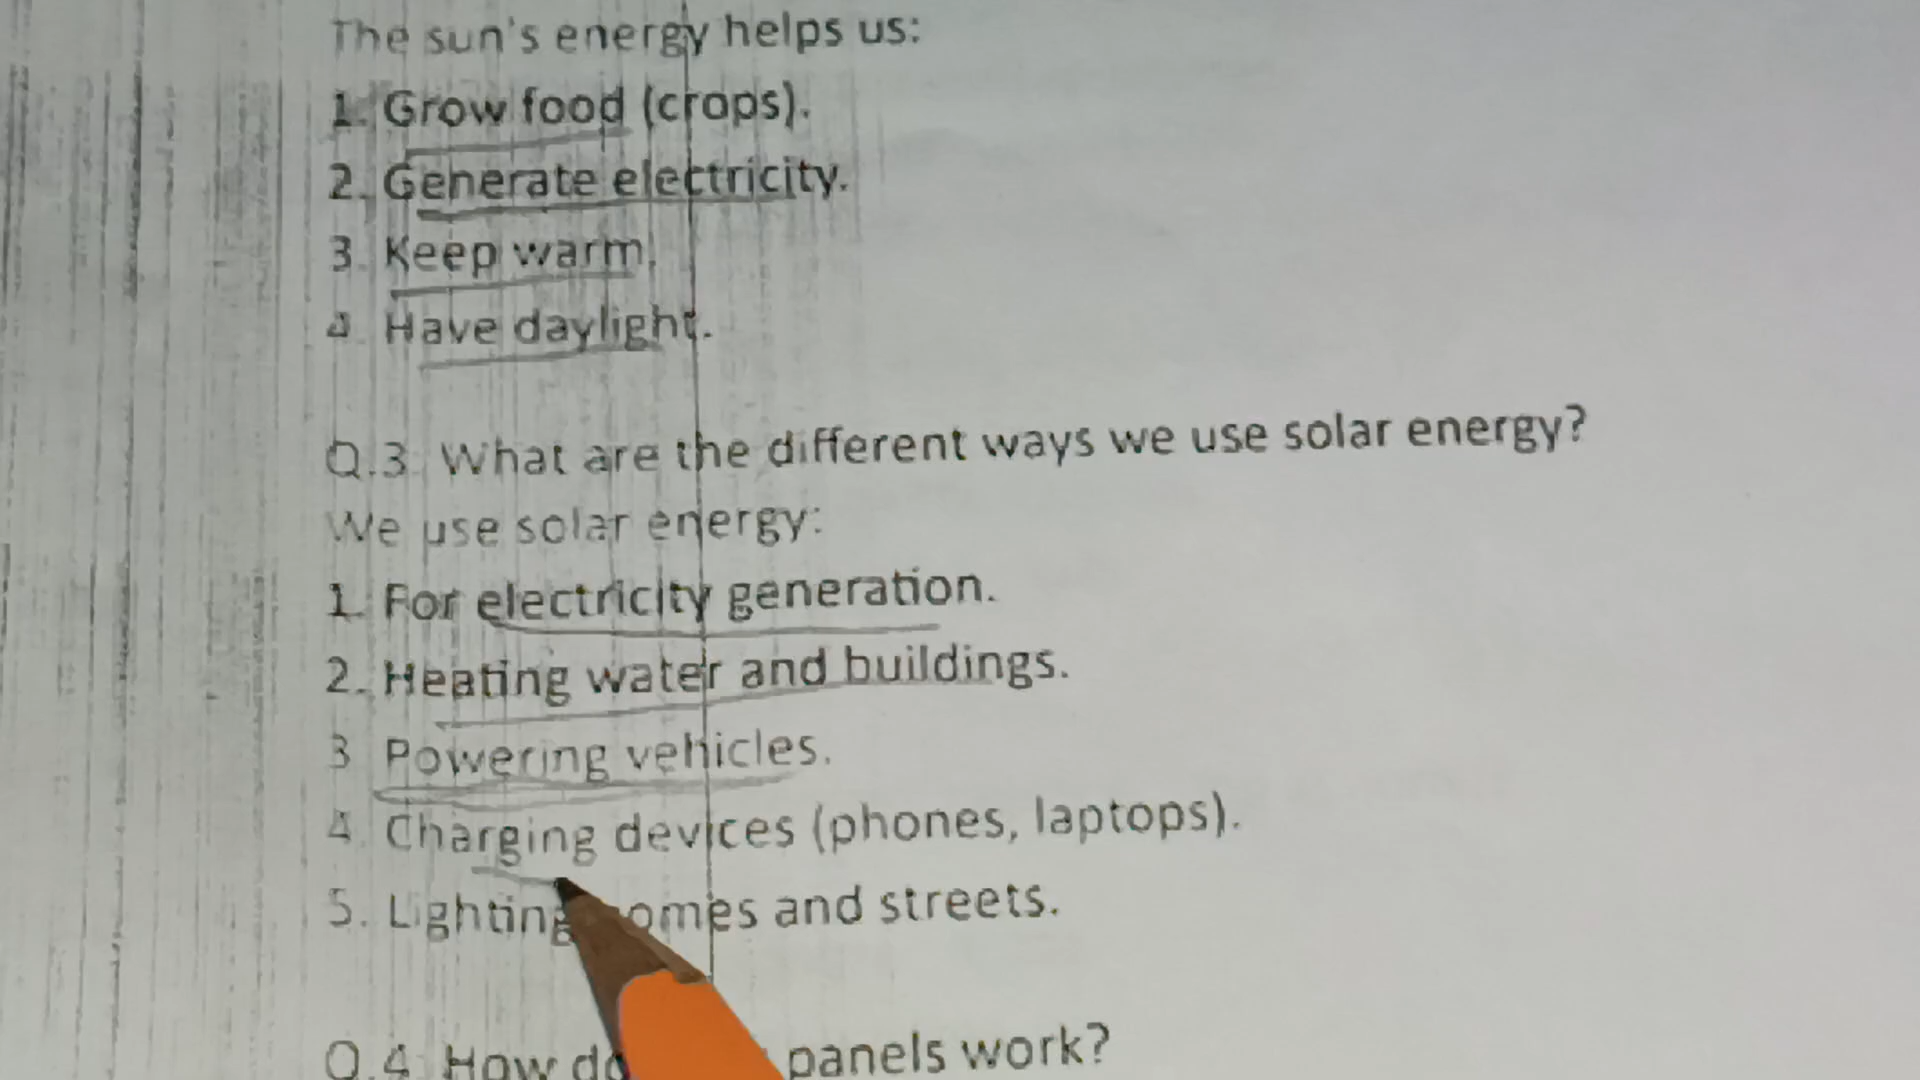 The sun's energy helps us:
1. Grow food (crops).
2. Generate electricity.
3. Keep warm.
4. Have daylight.
Q.3. What are the different ways we use solar energy?
We use solar energy:
1. For electricity generation.
2. Heating water and buildings.
3. Powering vehicles.
4. Charging devices (phones, laptops).
5. Lighting and streets.
Q.4. How panels work?